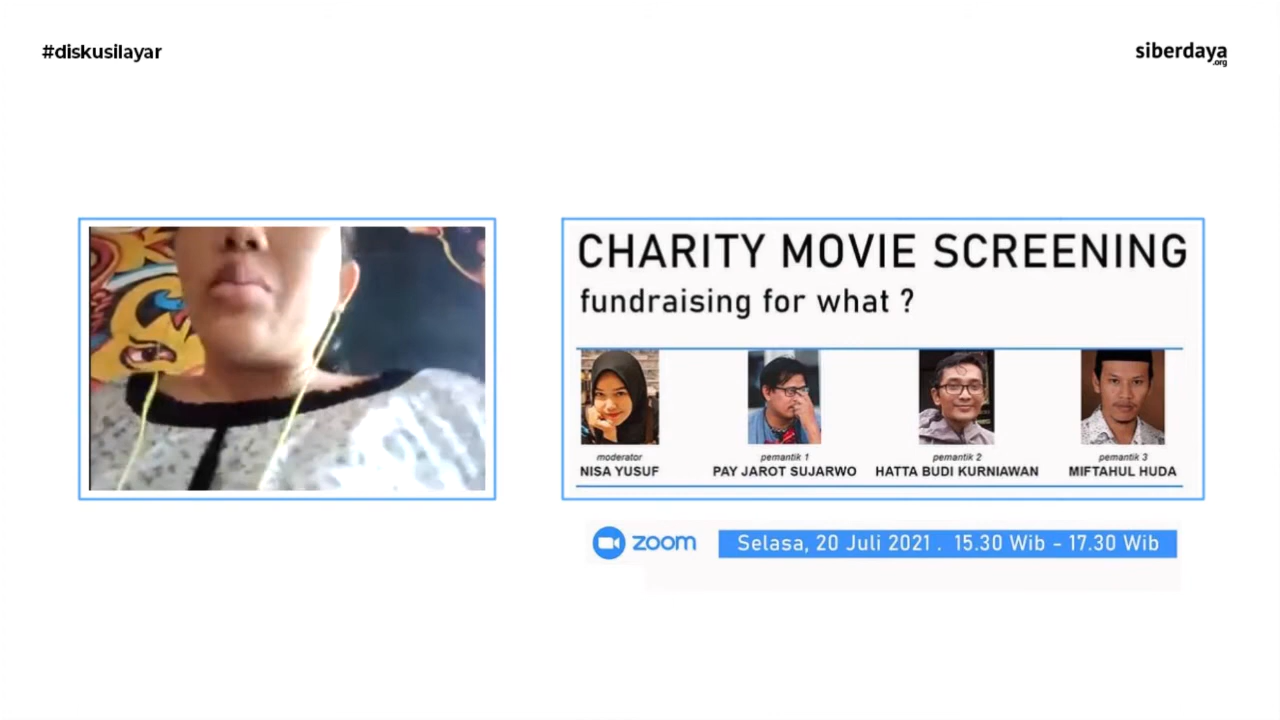 #diskusilayar
siberdaya
.org
CHARITY MOVIE SCREENING
fundraising for what ?
moderator
NISA YUSUF
pemantik 1
PAY JAROT SUJARWO
pemantik 2
HATTA BUDI KURNIAWAN
pemantik 3
MIFTAHUL HUDA
zoom
Selasa, 20 Juli 2021 . 15.30 Wib - 17.30 Wib